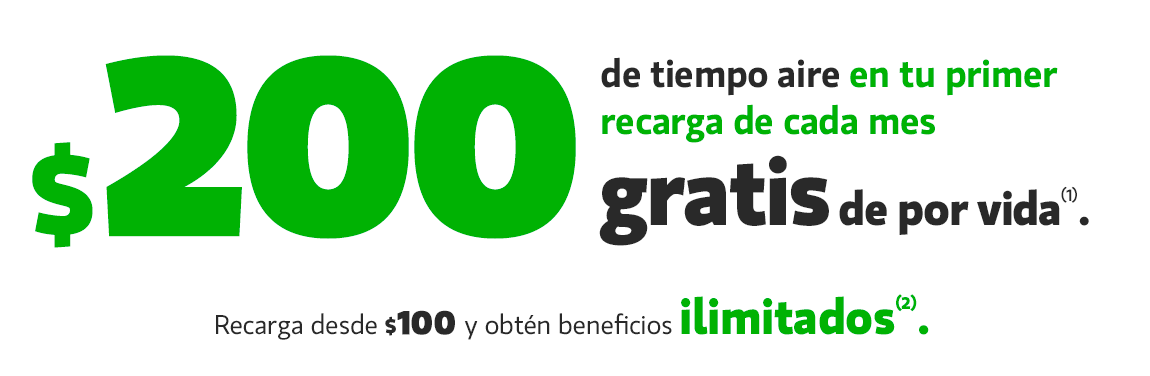 $200
de tiempo aire en tu primer
recarga de cada mes
gratis de por vida(1).
Recarga desde $100 y obtén beneficios ilimitados(2).